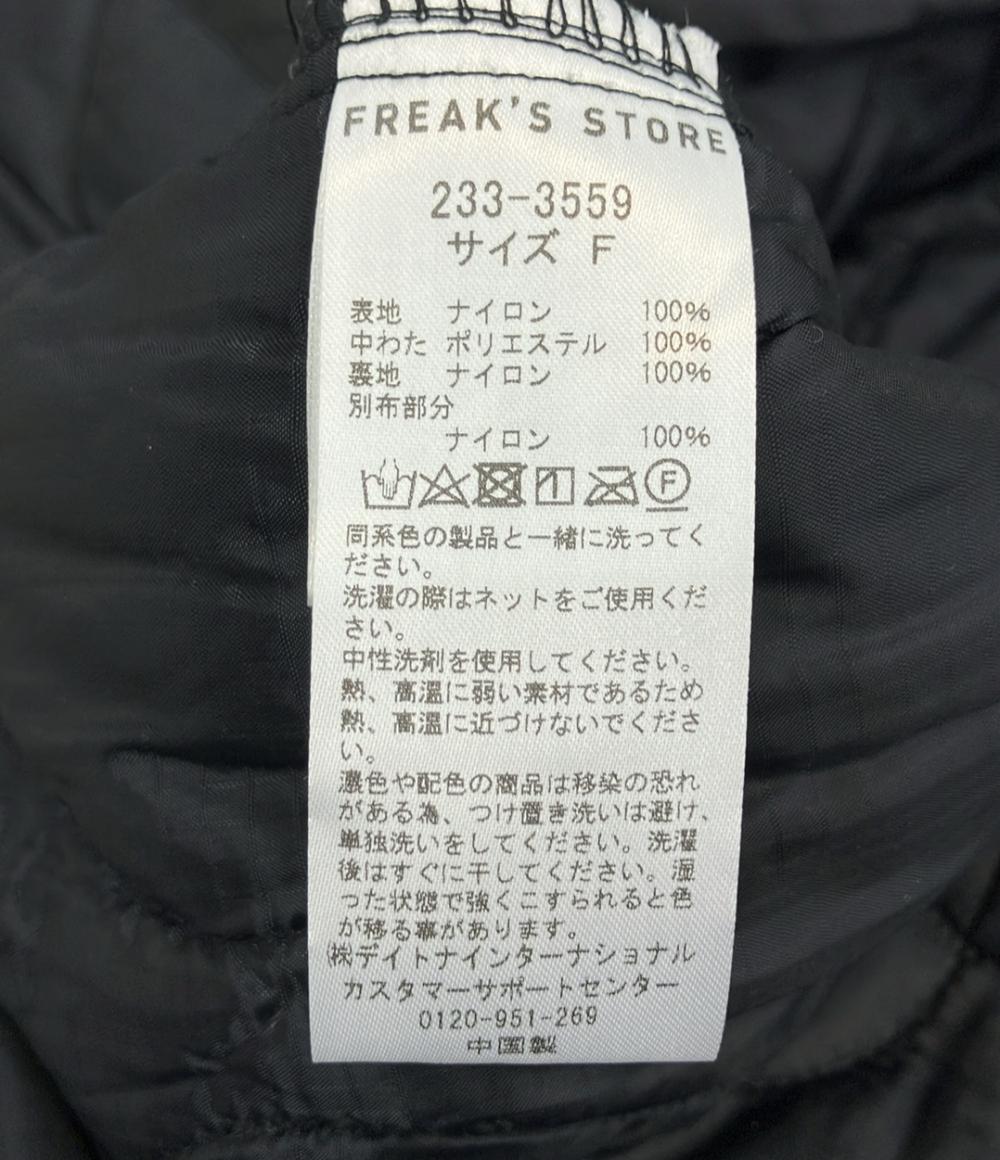 FREAK'S STORE
233-3559
サイズ F
表地 ナイロン 100%
中わた ポリエステル 100%
裏地 ナイロン 100%
別布部分
ナイロン 100%
F
同系色の製品と一緒に洗ってく
ださい。
洗濯の際はネットをご使用くだ
さい。
中性洗剤を使用してください。
熱、高温に弱い素材であるため
熱、高温に近づけないでくださ
い。
濃色や配色の商品は移染の恐れ
がある為、つけ置き洗いは避け、
単独洗いをしてください。洗濯
後はすぐに干してください。湿
った状態で強くこすられると色
が移る事があります。
㈱デイトナインターナショナル
カスタマーサポートセンター
0120-951-269
中国製